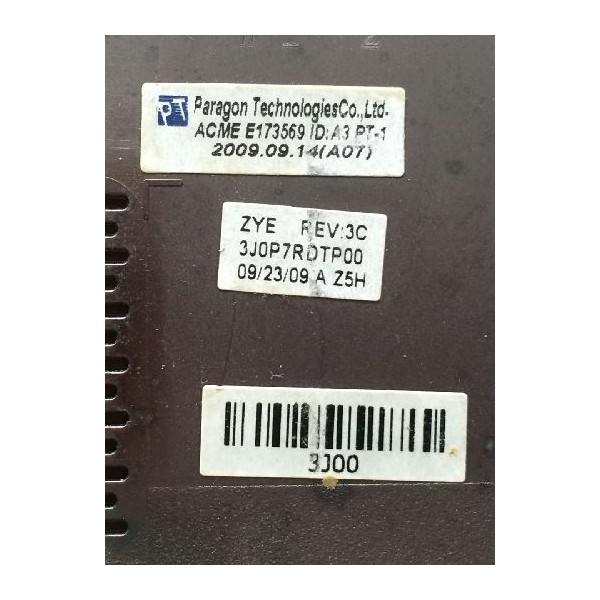 PT Paragon TechnologiesCo.,Ltd.
ACME E173569 ID:A3 PT-1
2009.09.14(A07)
ZYE REV:3C
3J0P7RDTP00
09/23/09 A Z5H
3J00